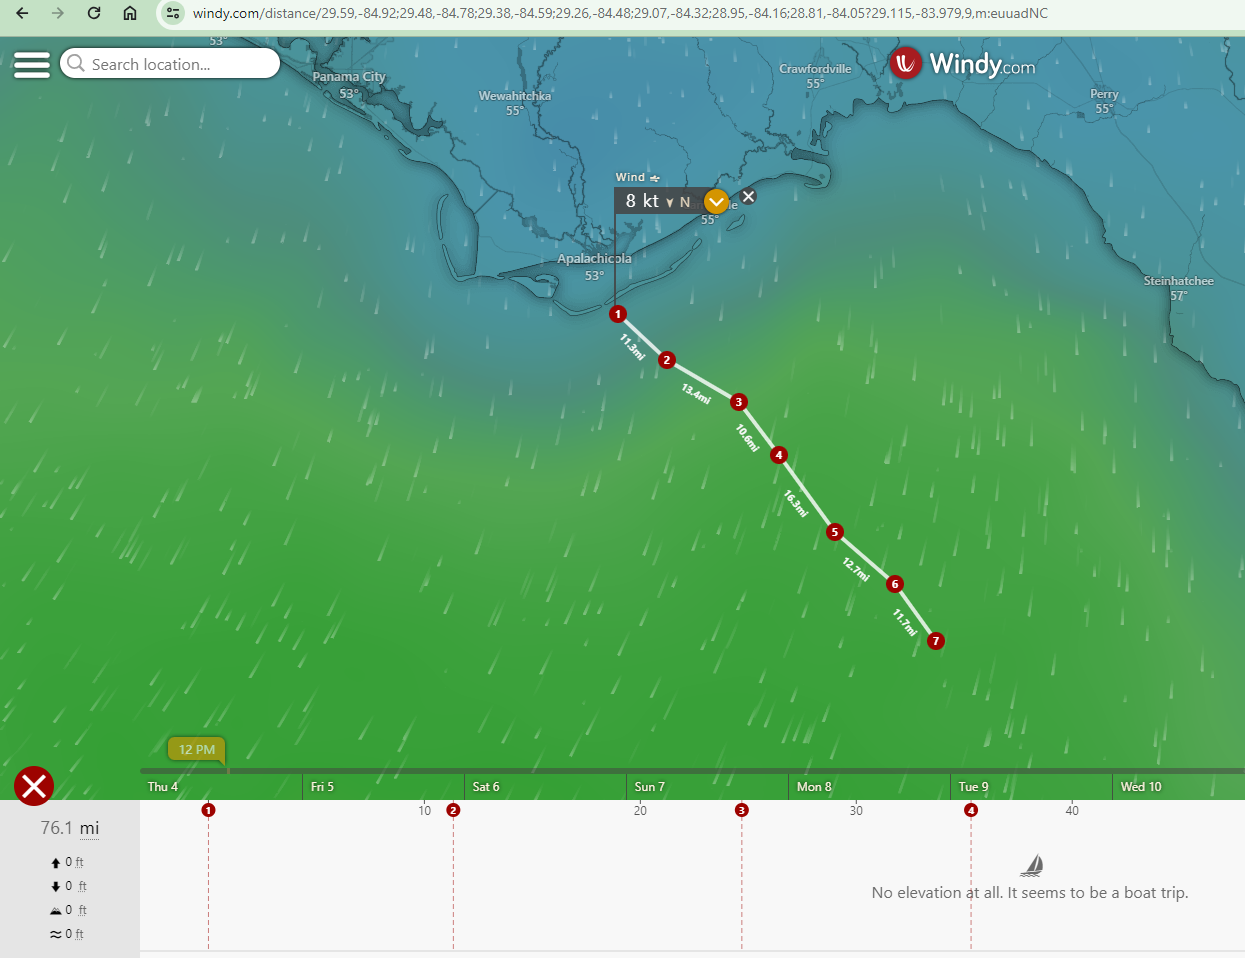 windy.com/distance/29.59,-84.92;29.48,-84.78;29.38,-84.59;29.26,-84.48;29.07,-84.32;28.95,-84.16;28.81,-84.05?29.115,-83.979,9,m:euuadNC
53°
Search location...
Windy.com
Panama City
53°
Wewahitchka
55°
Crawfordville
55°
Perry
55°
Wind
8 kt N
55°
Apalachicola
53°
Steinhatchee
57°
1
11.3mi
2
13.4mi
3
10.6mi
4
16.3mi
5
12.7mi
6
11.7mi
7
12 PM
Thu 4 Fri 5 Sat 6 Sun 7 Mon 8 Tue 9 Wed 10
1 10 2 20 3 30 4 40
76.1 mi
0 ft
0 ft
0 ft
0 ft
No elevation at all. It seems to be a boat trip.